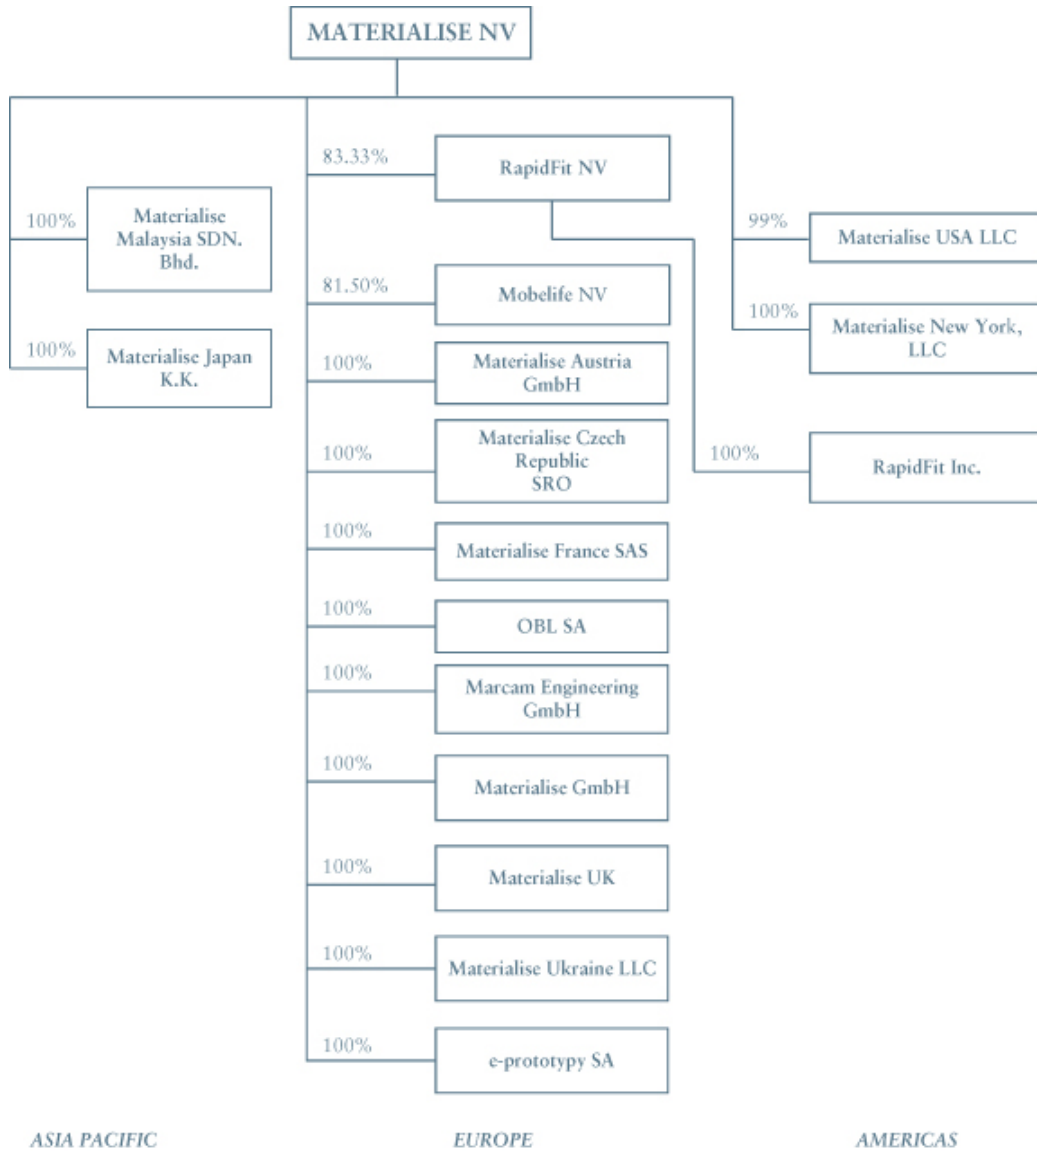 MATERIALISE NV
83.33%
RapidFit NV
100%
Materialise
Malaysia SDN.
Bhd.
99%
Materialise USA LLC
81.50%
Mobelife NV
100%
Materialise New York,
LLC
100%
Materialise Japan
K.K.
100%
Materialise Austria
GmbH
100%
Materialise Czech
Republic
SRO
100%
RapidFit Inc.
100%
Materialise France SAS
100%
OBL SA
100%
Marcam Engineering
GmbH
100%
Materialise GmbH
100%
Materialise UK
100%
Materialise Ukraine LLC
100%
e-prototypy SA
ASIA PACIFIC
EUROPE
AMERICAS